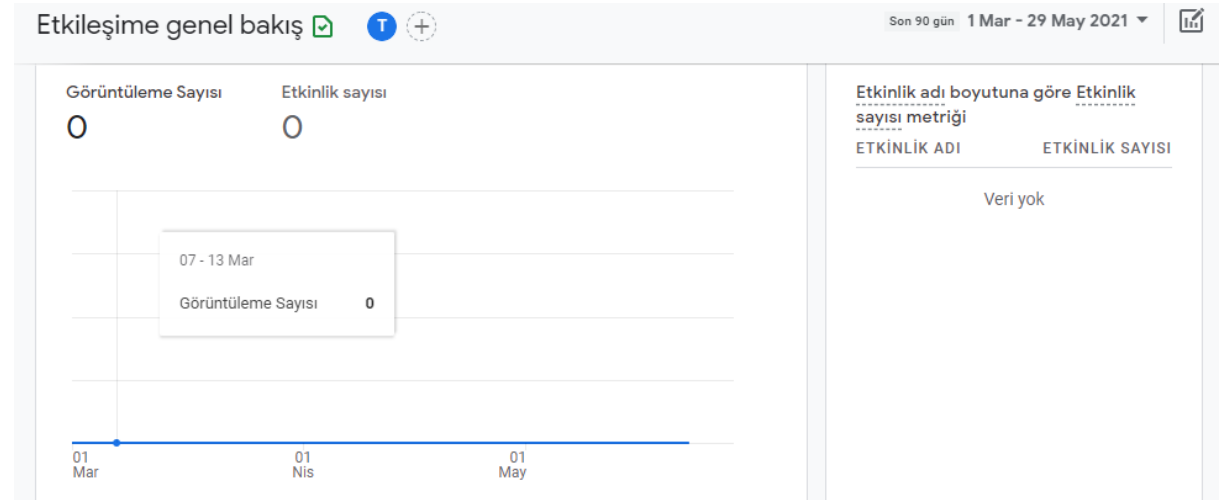 Etkileşime genel bakış
T
Son 90 gün 1 Mar - 29 May 2021
Görüntüleme Sayısı Etkinlik sayısı
0 0
07 - 13 Mar
Görüntüleme Sayısı 0
01 01 01
Mar Nis May
Etkinlik adı boyutuna göre Etkinlik
sayısı metriği
ETKİNLİK ADI ETKİNLİK SAYISI
Veri yok